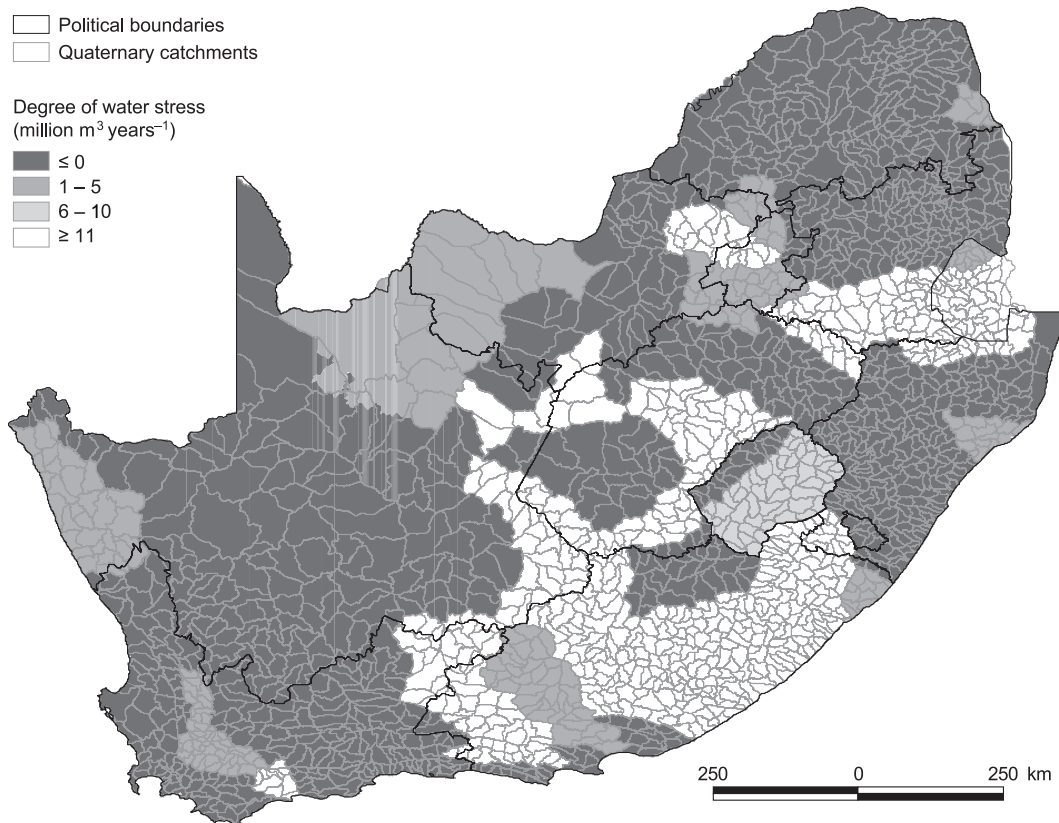 Political boundaries
Quaternary catchments
Degree of water stress
(million m³ years⁻¹)
≤ 0
1 – 5
6 – 10
≥ 11
250 0 250 km